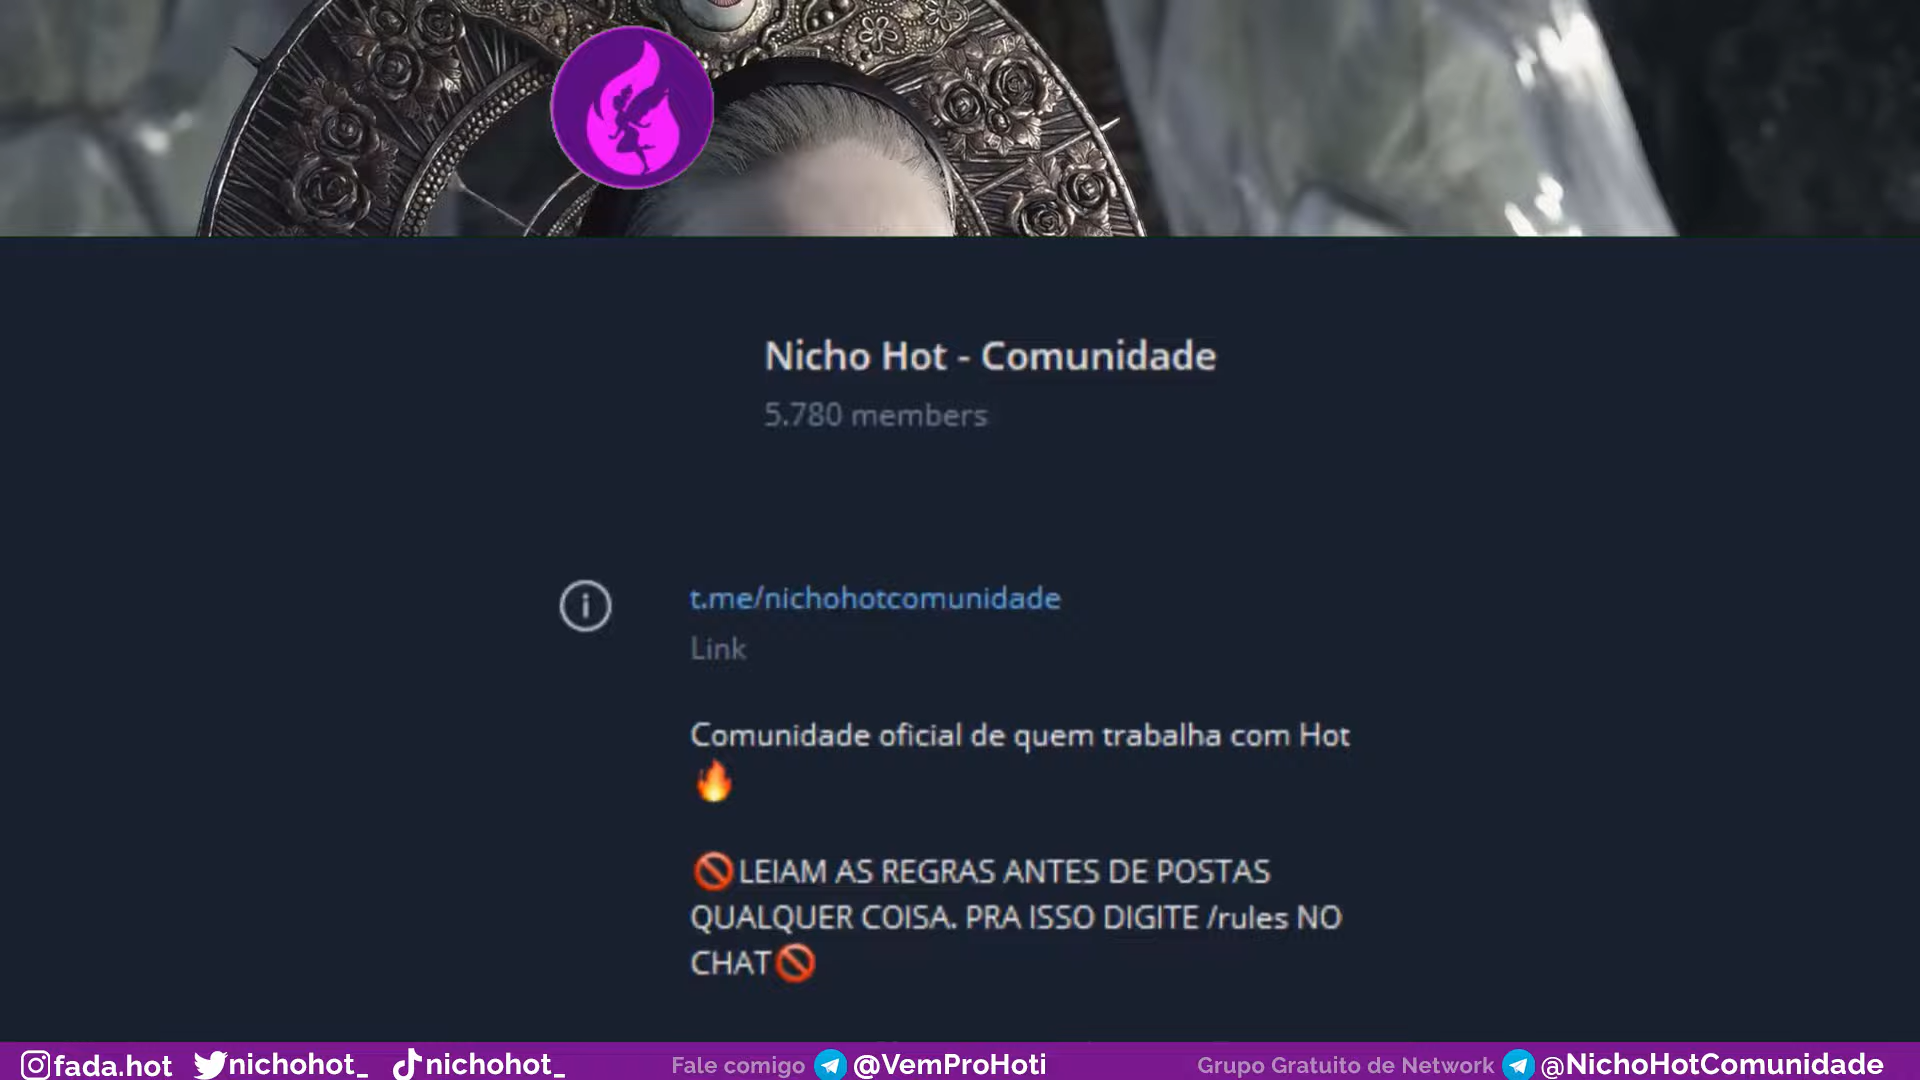 Nicho Hot - Comunidade
5.780 members
t.me/nichohotcomunidade
Link
Comunidade oficial de quem trabalha com Hot
🔥
🚫LEIAM AS REGRAS ANTES DE POSTAS
QUALQUER COISA. PRA ISSO DIGITE /rules NO
CHAT🚫
fada.hot nichohot_ nichohot_ Fale comigo @VemProHoti Grupo Gratuito de Network @NichoHotComunidade